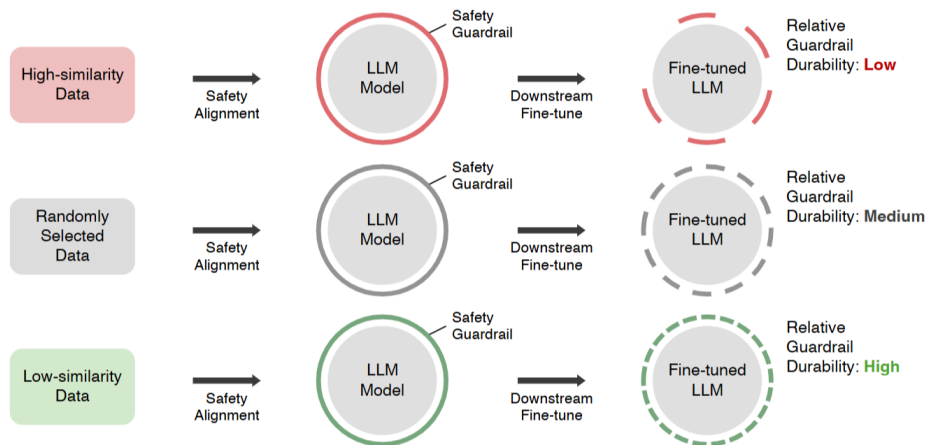 High-similarity
Data
Safety
Alignment
LLM
Model
Safety
Guardrail
Downstream
Fine-tune
Fine-tuned
LLM
Relative
Guardrail
Durability: Low
Randomly
Selected
Data
Safety
Alignment
LLM
Model
Safety
Guardrail
Downstream
Fine-tune
Fine-tuned
LLM
Relative
Guardrail
Durability: Medium
Low-similarity
Data
Safety
Alignment
LLM
Model
Safety
Guardrail
Downstream
Fine-tune
Fine-tuned
LLM
Relative
Guardrail
Durability: High